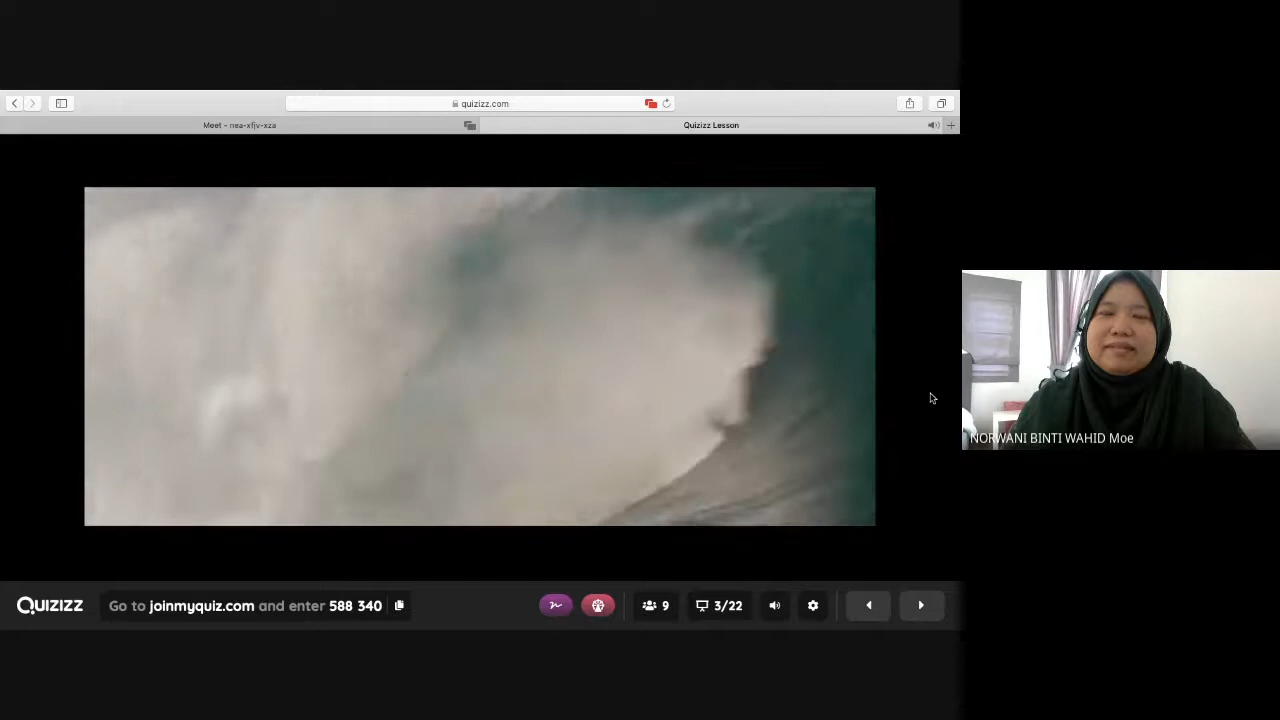 quizizz.com
Meet – nea-xfjv-xza
Quizizz Lesson
NORWANI BINTI WAHID Moe
QUIZIZZ
Go to joinmyquiz.com and enter 588 340
9
3/22